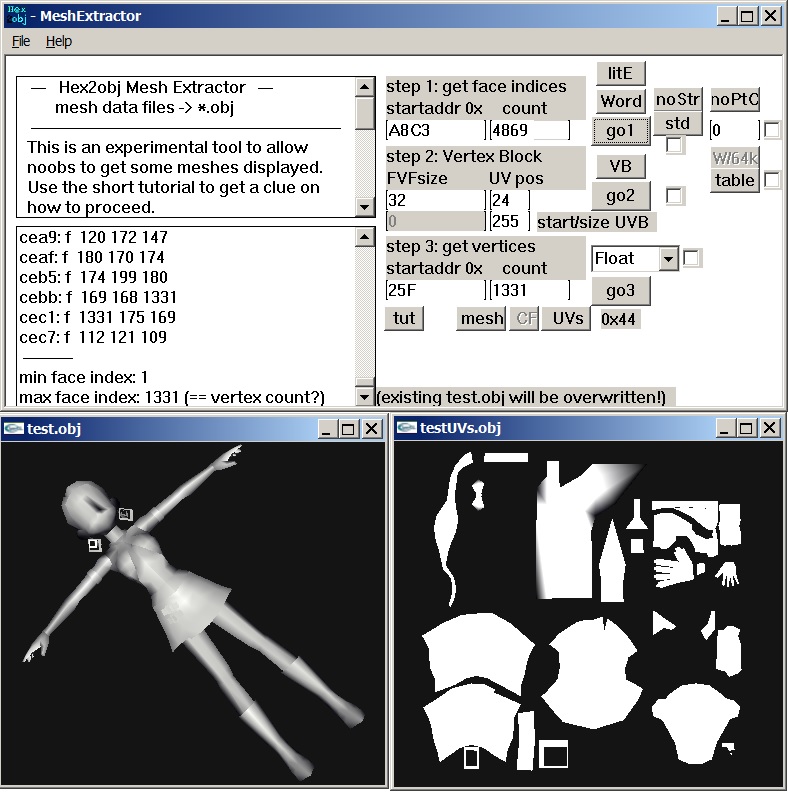 Hex obj - MeshExtractor
File Help
— Hex2obj Mesh Extractor —
mesh data files -> *.obj
This is an experimental tool to allow
noobs to get some meshes displayed.
Use the short tutorial to get a clue on
how to proceed.
cea9: f 120 172 147
ceaf: f 180 170 174
ceb5: f 174 199 180
cebb: f 169 168 1331
cec1: f 1331 175 169
cec7: f 112 121 109
min face index: 1
max face index: 1331 (== vertex count?)
step 1: get face indices
startaddr 0x count
A8C3 4869
litE
Word noStr noPtC
go1 std 0
step 2: Vertex Block
FVFsize UV pos
32 24
0 255 start/size UVB
VB W/64k
go2 table
step 3: get vertices
startaddr 0x count
25F 1331
Float
go3
tut mesh CF UVs 0x44
(existing test.obj will be overwritten!)
test.obj
testUVs.obj